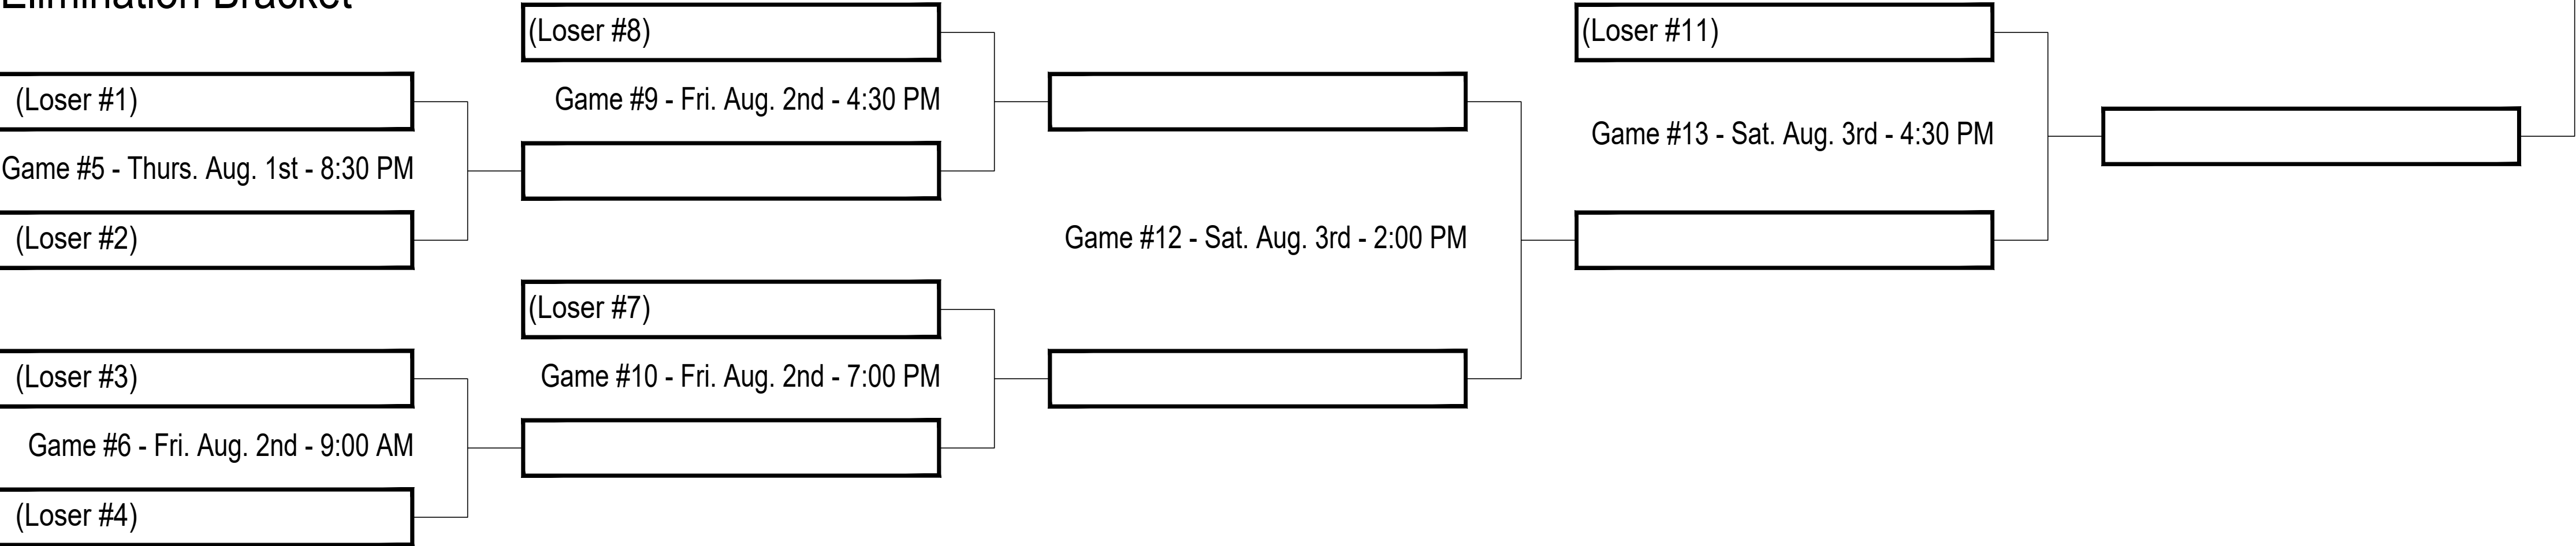 Elimination Bracket
(Loser #8)
(Loser #11)
(Loser #1)
Game #9 - Fri. Aug. 2nd - 4:30 PM
Game #13 - Sat. Aug. 3rd - 4:30 PM
Game #5 - Thurs. Aug. 1st - 8:30 PM
(Loser #2)
Game #12 - Sat. Aug. 3rd - 2:00 PM
(Loser #7)
(Loser #3)
Game #10 - Fri. Aug. 2nd - 7:00 PM
Game #6 - Fri. Aug. 2nd - 9:00 AM
(Loser #4)